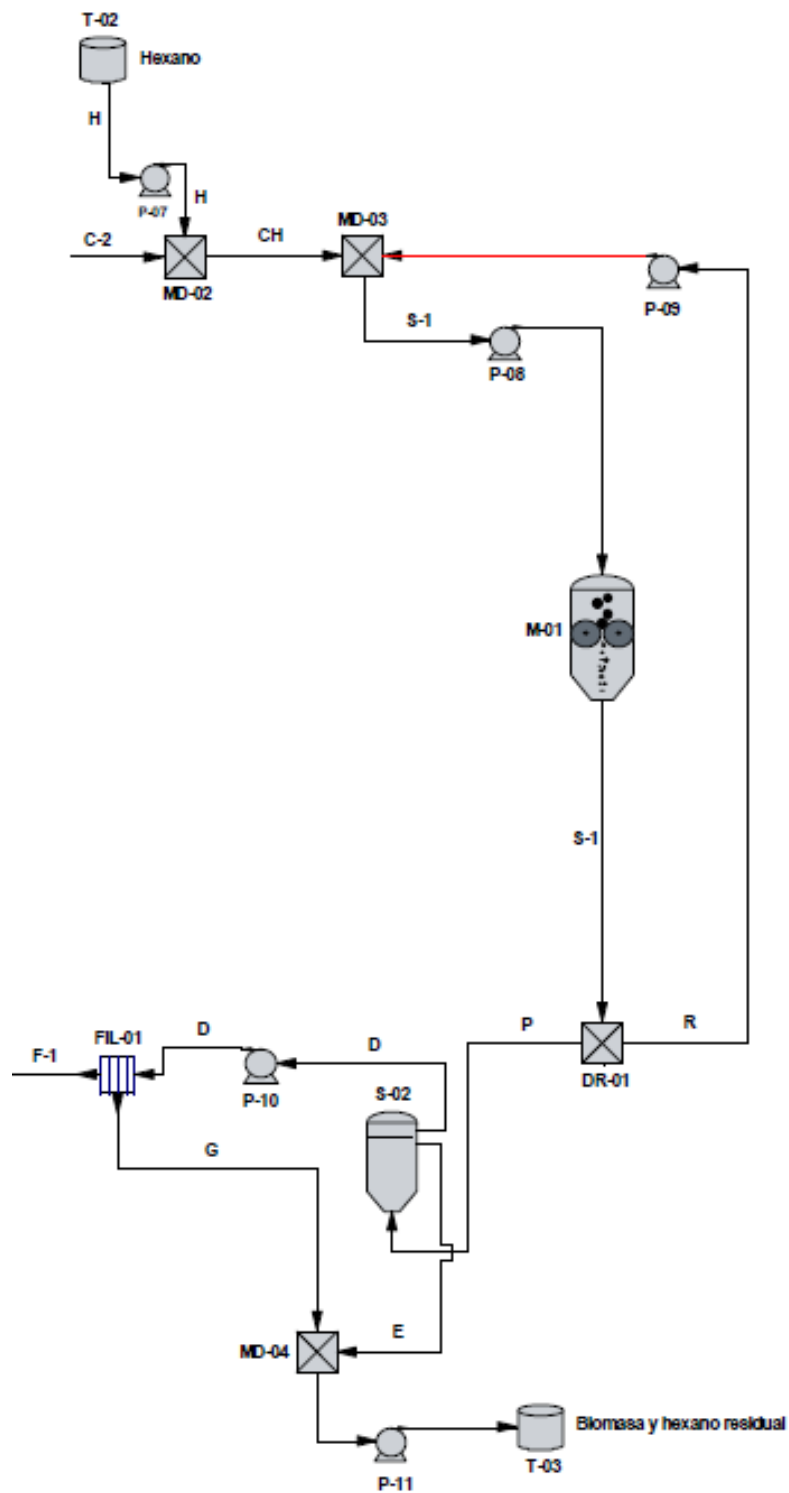 T-02
Hexano
H
H
P-07
C-2
MD-02
CH
MD-03
P-09
S-1
P-08
M-01
S-1
P
R
DR-01
F-1
FIL-01
D
D
P-10
S-02
G
E
MD-04
Biomasa y hexano residual
T-03
P-11